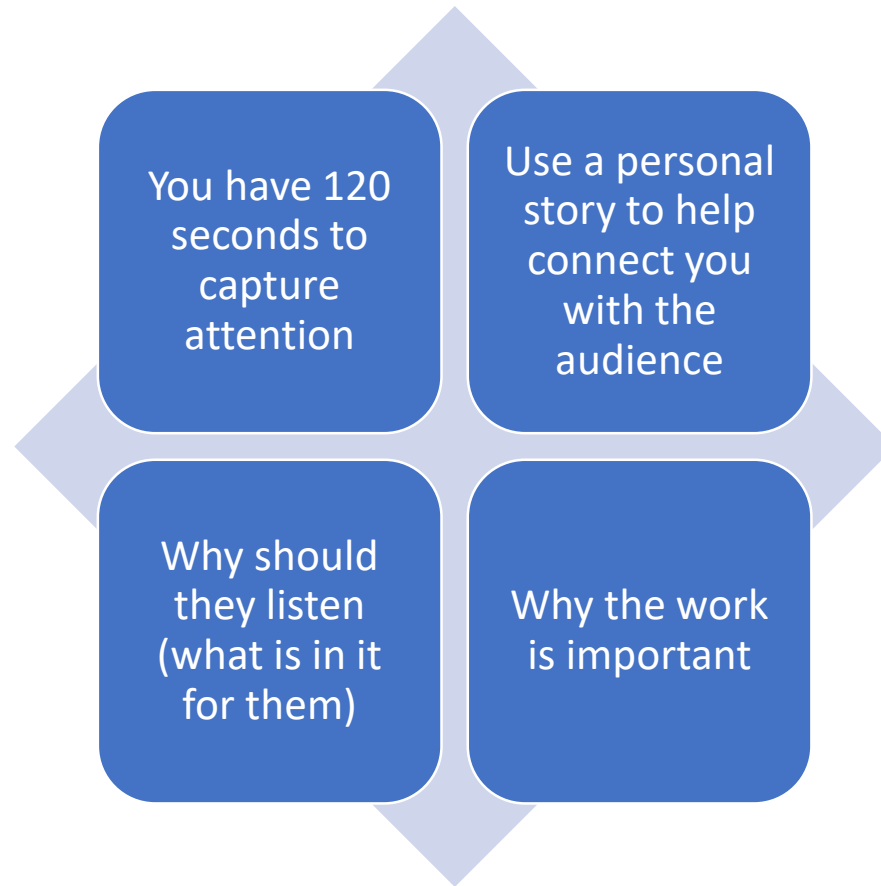 You have 120
seconds to
capture
attention
Use a personal
story to help
connect you
with the
audience
Why should
they listen
(what is in it
for them)
Why the work
is important